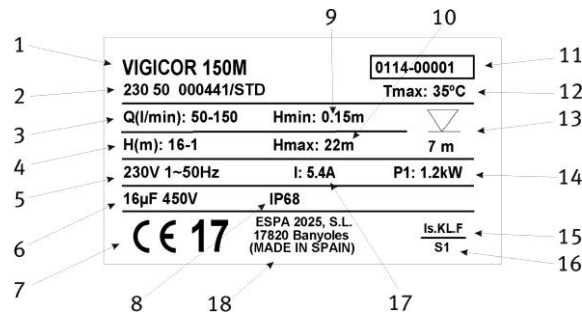 9 10
1 VIGICOR 150M 0114-00001 11
2 230 50 000441/STD Tmax: 35ºC 12
3 Q(l/min): 50-150 Hmin: 0.15m 13
4 H(m): 16-1 Hmax: 22m 7 m
5 230V 1~50Hz I: 5.4A P1: 1.2kW 14
6 16µF 450V IP68
7 CE 17 ESPA 2025, S.L.
17820 Banyoles
(MADE IN SPAIN)
Is.KL.F 15
S1 16
8 18 17